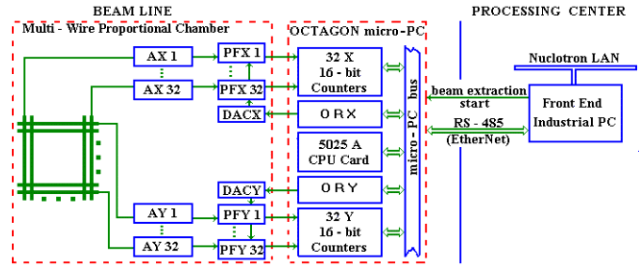 BEAM LINE
PROCESSING CENTER
Multi - Wire Proportional Chamber
OCTAGON micro-PC
AX 1
AX 32
PFX 1
PFX 32
DACX
32 X
16 - bit
Counters
ORX
5025 A
CPU Card
ORY
32 Y
16 - bit
Counters
DACY
PFY 1
PFY 32
AY 1
AY 32
micro-PC bus
beam extraction
start
RS - 485
(EtherNet)
Nuclotron LAN
Front End
Industrial PC